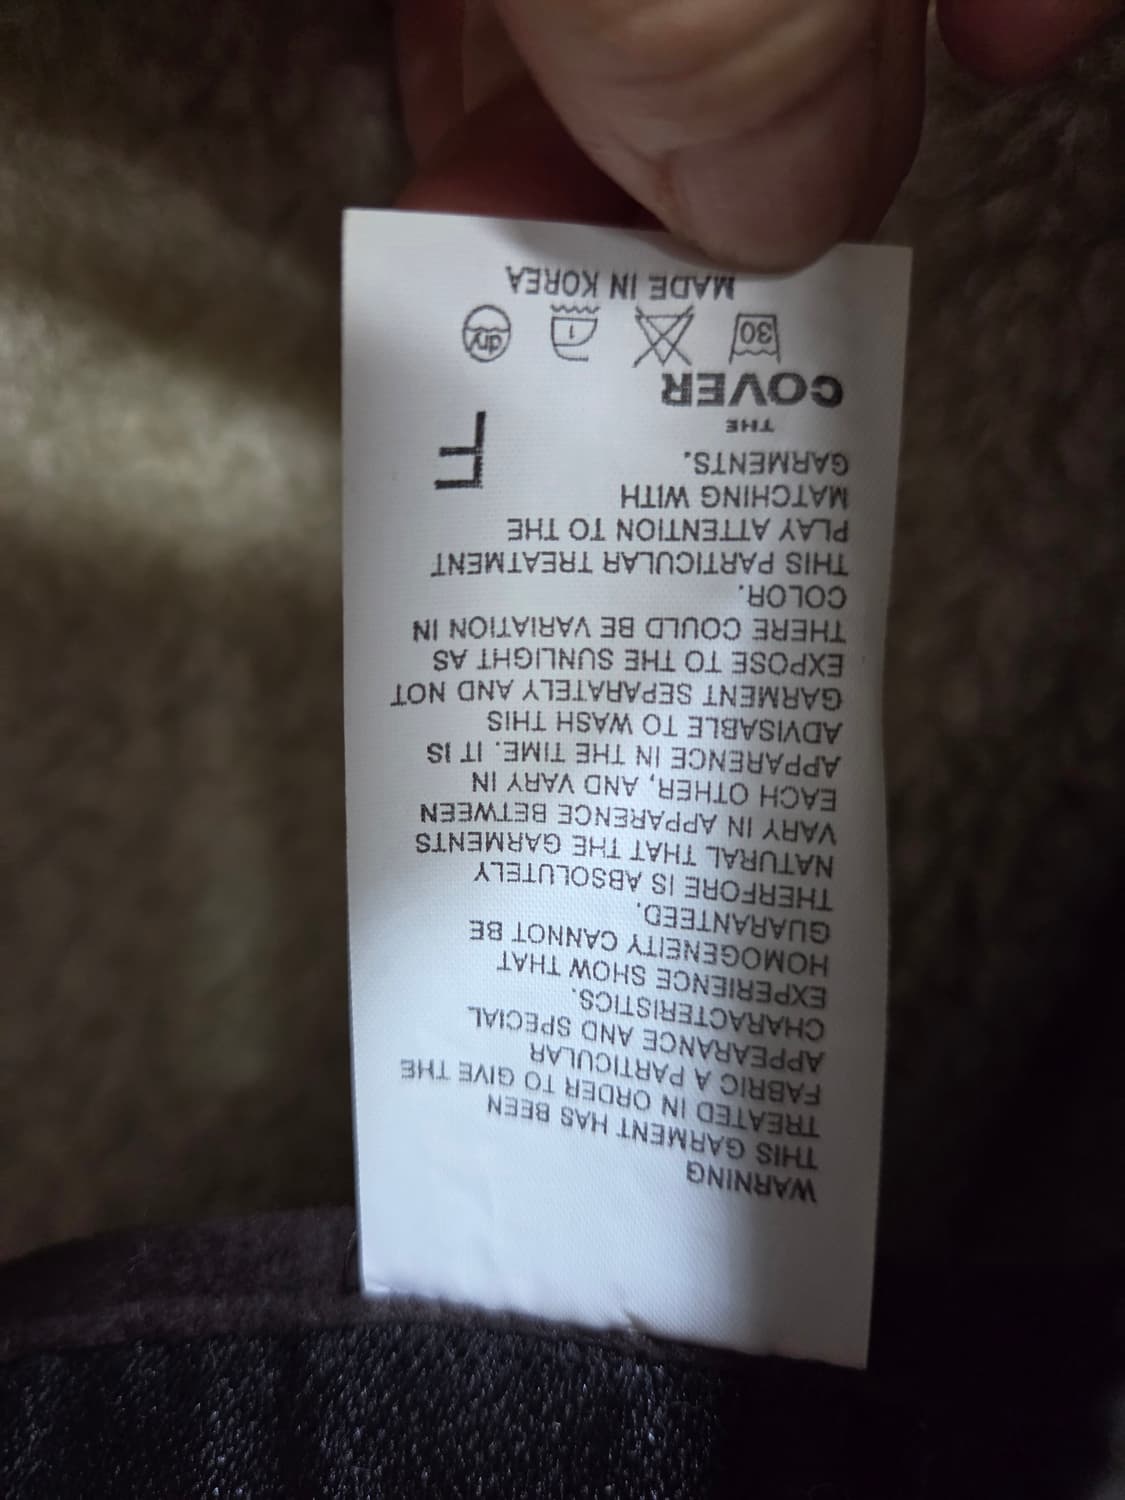 WARNING
THIS GARMENT HAS BEEN
TREATED IN ORDER TO GIVE THE
FABRIC A PARTICULAR
APPEARANCE AND SPECIAL
CHARACTERISTICS.
EXPERIENCE SHOW THAT
HOMOGENEITY CANNOT BE
GUARANTEED.
THERFORE IS ABSOLUTELY
NATURAL THAT THE GARMENTS
VARY IN APPARENCE BETWEEN
EACH OTHER, AND VARY IN
APPARENCE IN THE TIME. IT IS
ADVISABLE TO WASH THIS
GARMENT SEPARATELY AND NOT
EXPOSE TO THE SUNLIGHT AS
THERE COULD BE VARIATION IN
COLOR.
THIS PARTICULAR TREATMENT
PLAY ATTENTION TO THE
MATCHING WITH
GARMENTS.
THE
COVER
F
30
1
dry
MADE IN KOREA